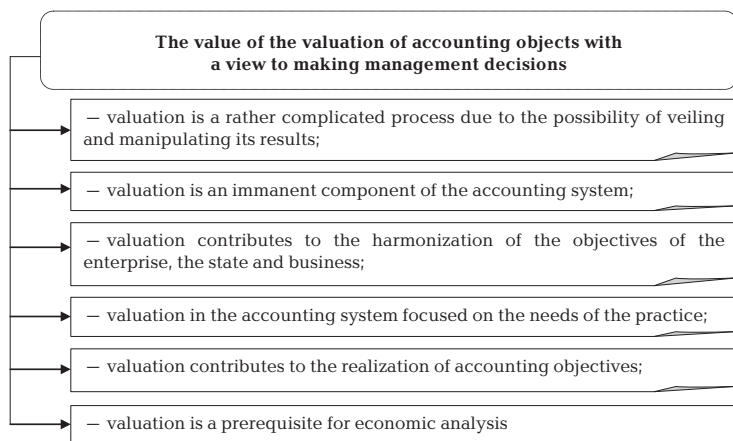 The value of the valuation of accounting objects with
a view to making management decisions
– valuation is a rather complicated process due to the possibility of veiling
and manipulating its results;
– valuation is an immanent component of the accounting system;
– valuation contributes to the harmonization of the objectives of the
enterprise, the state and business;
– valuation in the accounting system focused on the needs of the practice;
– valuation contributes to the realization of accounting objectives;
– valuation is a prerequisite for economic analysis